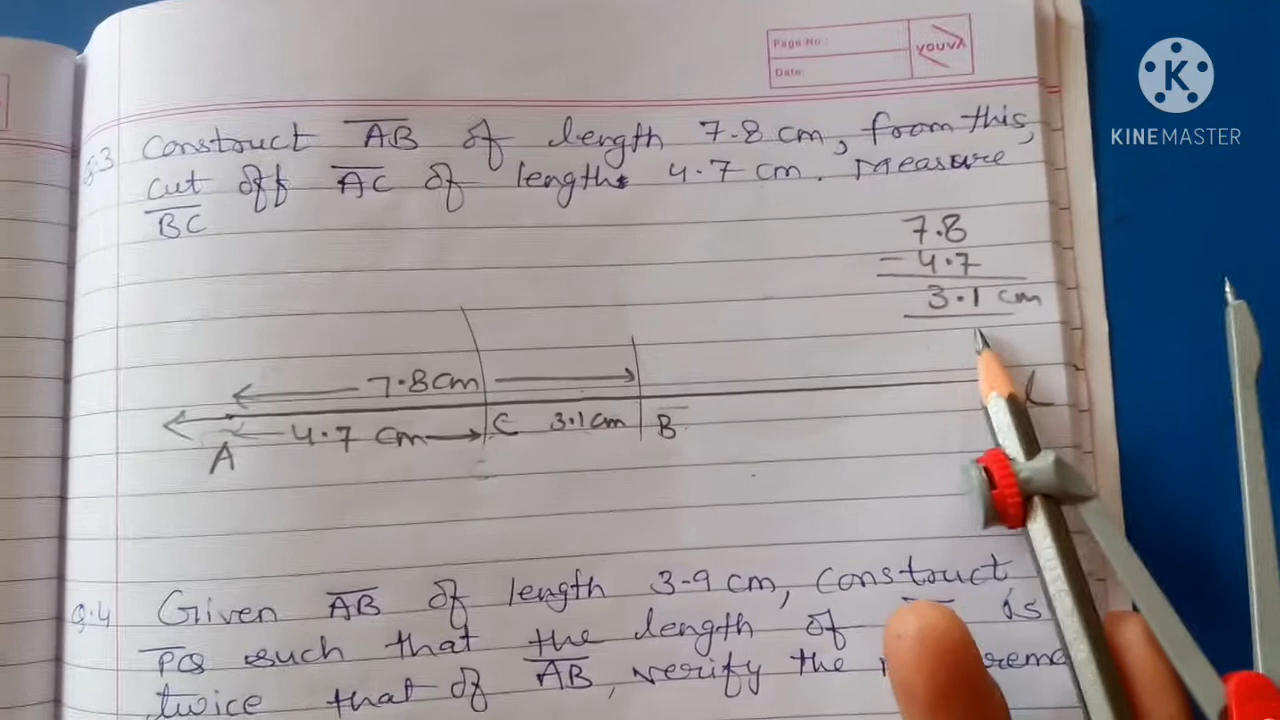 Page No.:
Date:
YOUVA
KINEMASTER
Q.3 Construct AB of length 7.8 cm, from this,
cut off AC of length 4.7 cm. Measure
BC
7.8
- 4.7
3.1 cm
7.8cm
l
A 4.7 cm C 3.1cm B
Q.4 Given AB of length 3.9 cm, construct
PQ such that the length of is
twice that of AB, verify the